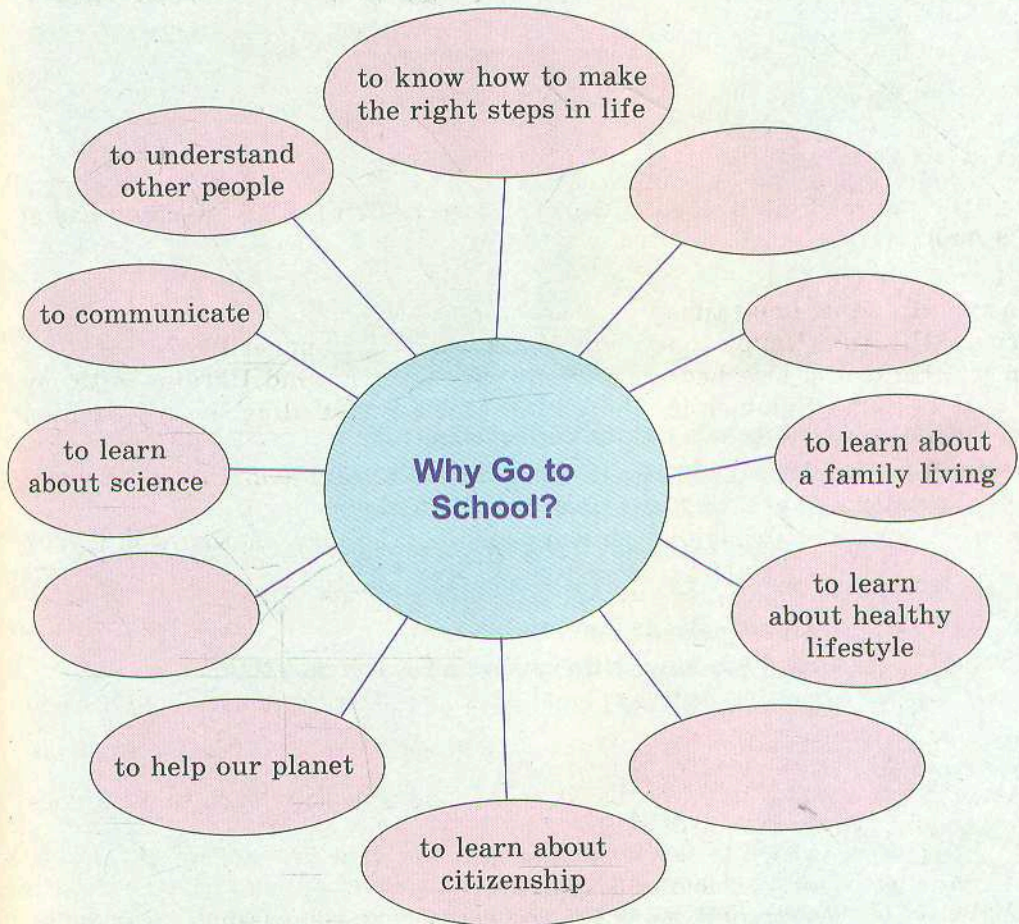 to know how to make
the right steps in life
to understand
other people
to communicate
to learn
about science
Why Go to
School?
to learn about
a family living
to learn
about healthy
lifestyle
to help our planet
to learn about
citizenship